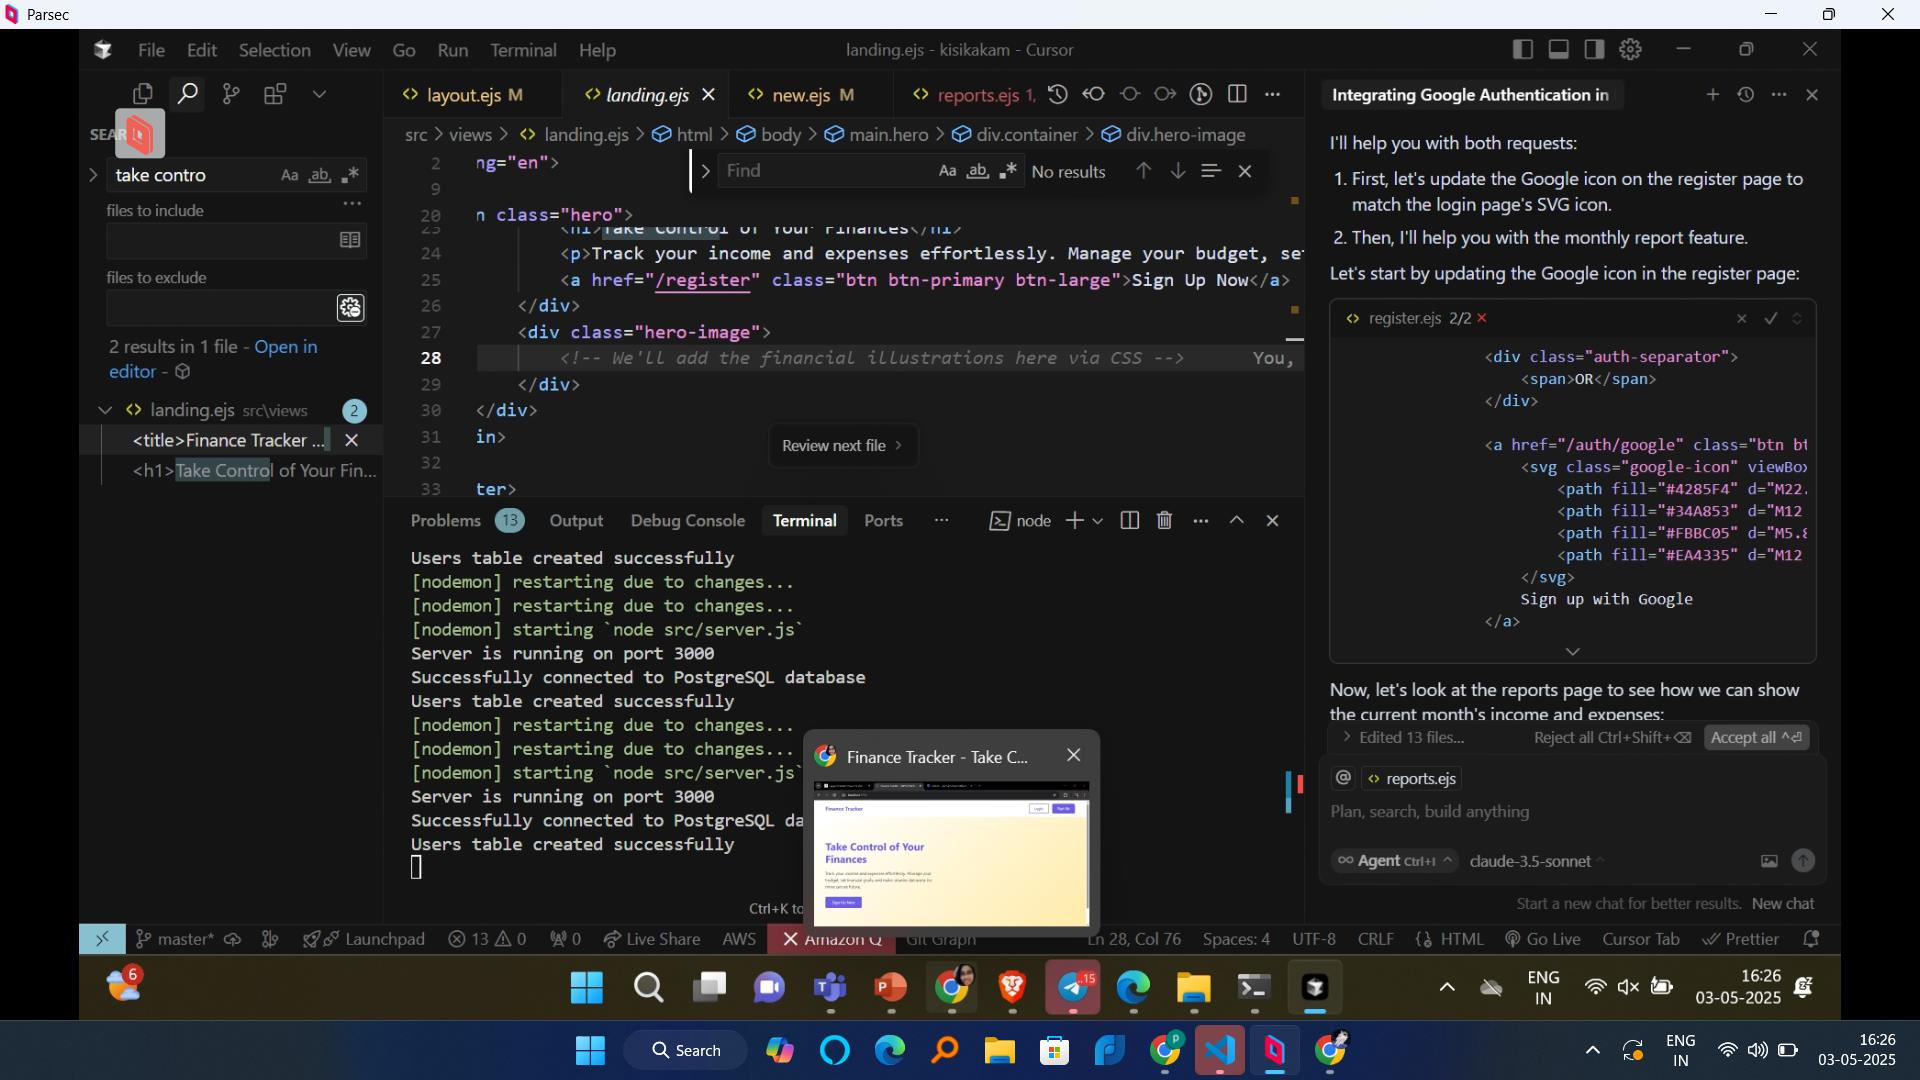 Parsec
File Edit Selection View Go Run Terminal Help
landing.ejs - kisikakam - Cursor
layout.ejs M
landing.ejs
new.ejs M
reports.ejs 1,
SEAR
take contro
Aa ab .*
files to include
files to exclude
2 results in 1 file - Open in
editor -
landing.ejs src\views 2
<title>Finance Tracker ...
<h1>Take Control of Your Fin...
src > views > landing.ejs > html > body > main.hero > div.container > div.hero-image
Find
Aa ab .* No results
2 ng="en">
9
20 n class="hero">
23 <h1>Take Control of Your Finances</h1>
24 <p>Track your income and expenses effortlessly. Manage your budget, set
25 <a href="/register" class="btn btn-primary btn-large">Sign Up Now</a>
26 </div>
27 <div class="hero-image">
28 <!-- We'll add the financial illustrations here via CSS --> You,
29 </div>
30 </div>
31 in>
32
33 ter>
Review next file >
Problems 13 Output Debug Console Terminal Ports ... node
Users table created successfully
[nodemon] restarting due to changes...
[nodemon] restarting due to changes...
[nodemon] starting `node src/server.js`
Server is running on port 3000
Successfully connected to PostgreSQL database
Users table created successfully
[nodemon] restarting due to changes...
[nodemon] restarting due to changes...
[nodemon] starting `node src/server.js`
Server is running on port 3000
Successfully connected to PostgreSQL da
Users table created successfully
Ctrl+K to
Finance Tracker - Take C...
Finance Tracker
Login Sign Up
Take Control of Your
Finances
Sign Up Now
Integrating Google Authentication in
I'll help you with both requests:
1. First, let's update the Google icon on the register page to
match the login page's SVG icon.
2. Then, I'll help you with the monthly report feature.
Let's start by updating the Google icon in the register page:
register.ejs 2/2
<div class="auth-separator">
<span>OR</span>
</div>
<a href="/auth/google" class="btn bt
<svg class="google-icon" viewBox
<path fill="#4285F4" d="M22.
<path fill="#34A853" d="M12
<path fill="#FBBC05" d="M5.8
<path fill="#EA4335" d="M12
</svg>
Sign up with Google
</a>
Now, let's look at the reports page to see how we can show
the current month's income and expenses:
> Edited 13 files... Reject all Ctrl+Shift+⌫ Accept all ^⏎
@ reports.ejs
Plan, search, build anything
∞ Agent Ctrl+I ^ claude-3.5-sonnet ^
Start a new chat for better results. New chat
master* Launchpad 13 0 0 Live Share AWS Amazon Q Git Graph Ln 28, Col 76 Spaces: 4 UTF-8 CRLF HTML Go Live Cursor Tab Prettier
6
15
ENG
IN
16:26
03-05-2025
Search
P
ENG
IN
16:26
03-05-2025